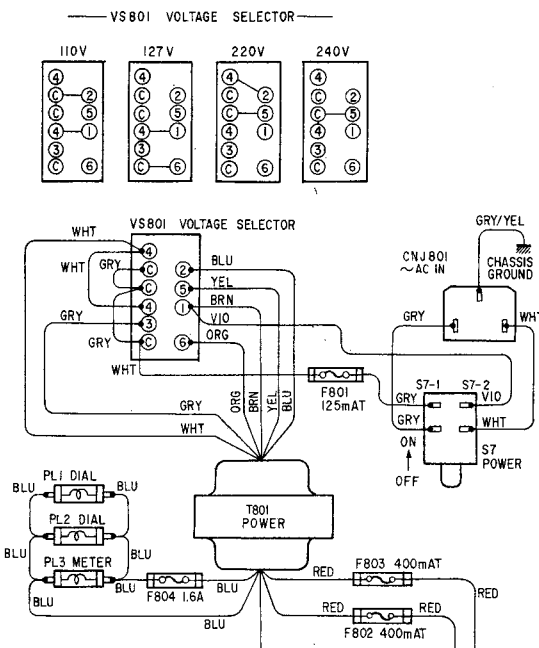 VS801 VOLTAGE SELECTOR
110V 127V 220V 240V
4 4 4
C 2 C 2 C 2 C 2
C 5 C 5 C 5 C 5
4 1 4 1 4 1 4 1
3 3 3 3
C 6 C 6 C 6 C 6
VS801 VOLTAGE SELECTOR
WHT
4
WHT
GRY
C 2 BLU
C 5 YEL
4 1 BRN
GRY
3 VIO
GRY
C 6 ORG
WHT
GRY
WHT
ORG
BRN
YEL
BLU
F801
125mAT
GRY/YEL
CNJ801
~AC IN
CHASSIS
GROUND
GRY
WHT
S7-1 S7-2
GRY VIO
GRY WHT
ON
OFF
S7
POWER
T801
POWER
PL1 DIAL
BLU BLU
PL2 DIAL
BLU BLU
PL3 METER
BLU
F804 1.6A
BLU
BLU
BLU
RED
F803 400mAT
RED
RED
RED
F802 400mAT